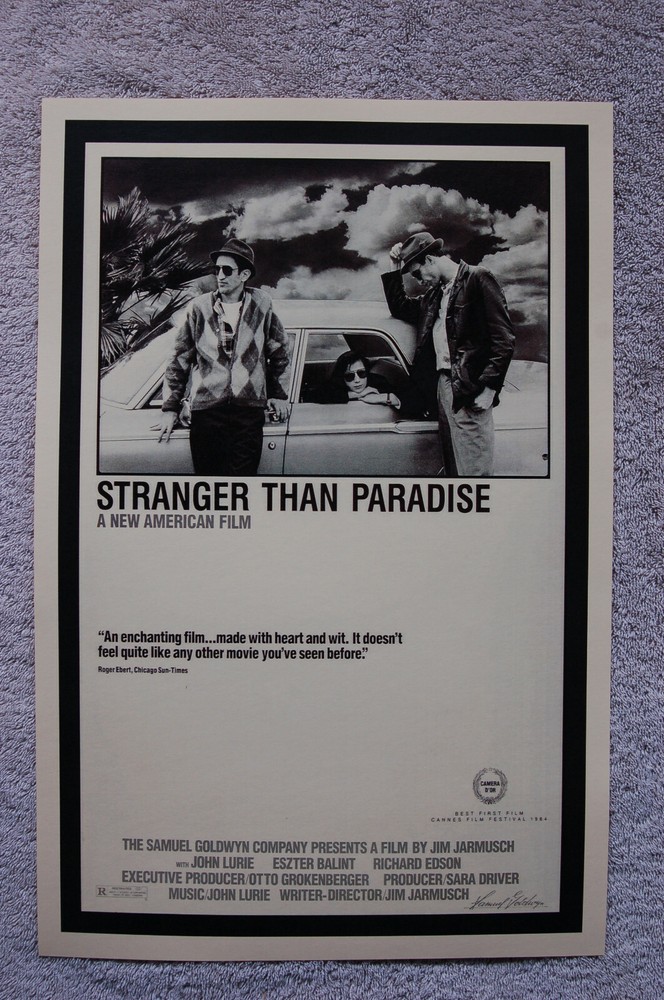 STRANGER THAN PARADISE
A NEW AMERICAN FILM
“An enchanting film...made with heart and wit. It doesn't
feel quite like any other movie you've seen before.”
Roger Ebert, Chicago Sun-Times
CAMERA
D'OR
BEST FIRST FILM
CANNES FILM FESTIVAL 1984
THE SAMUEL GOLDWYN COMPANY PRESENTS A FILM BY JIM JARMUSCH
WITH JOHN LURIE ESZTER BALINT RICHARD EDSON
EXECUTIVE PRODUCER/OTTO GROKENBERGER PRODUCER/SARA DRIVER
MUSIC/JOHN LURIE WRITER-DIRECTOR/JIM JARMUSCH
Samuel Goldwyn
R